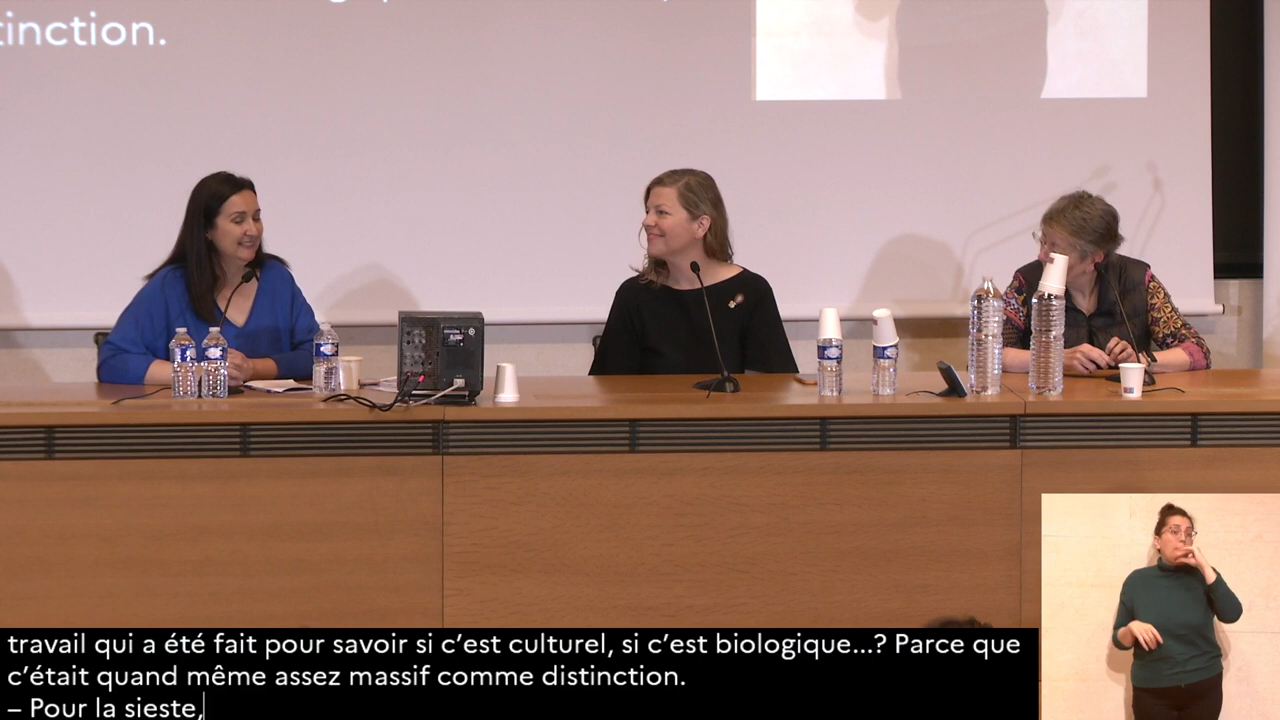 tinction.
travail qui a été fait pour savoir si c’est culturel, si c’est biologique...? Parce que
c’était quand même assez massif comme distinction.
– Pour la sieste,